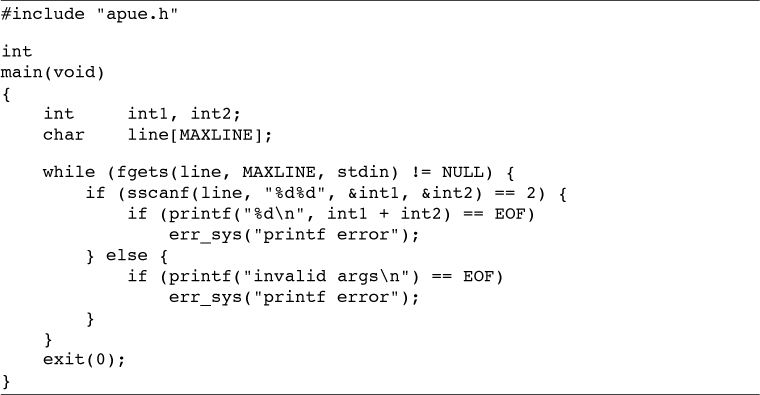 #include "apue.h"

int
main(void)
{
    int     int1, int2;
    char    line[MAXLINE];

    while (fgets(line, MAXLINE, stdin) != NULL) {
        if (sscanf(line, "%d%d", &int1, &int2) == 2) {
            if (printf("%d\n", int1 + int2) == EOF)
                err_sys("printf error");
        } else {
            if (printf("invalid args\n") == EOF)
                err_sys("printf error");
        }
    }
    exit(0);
}